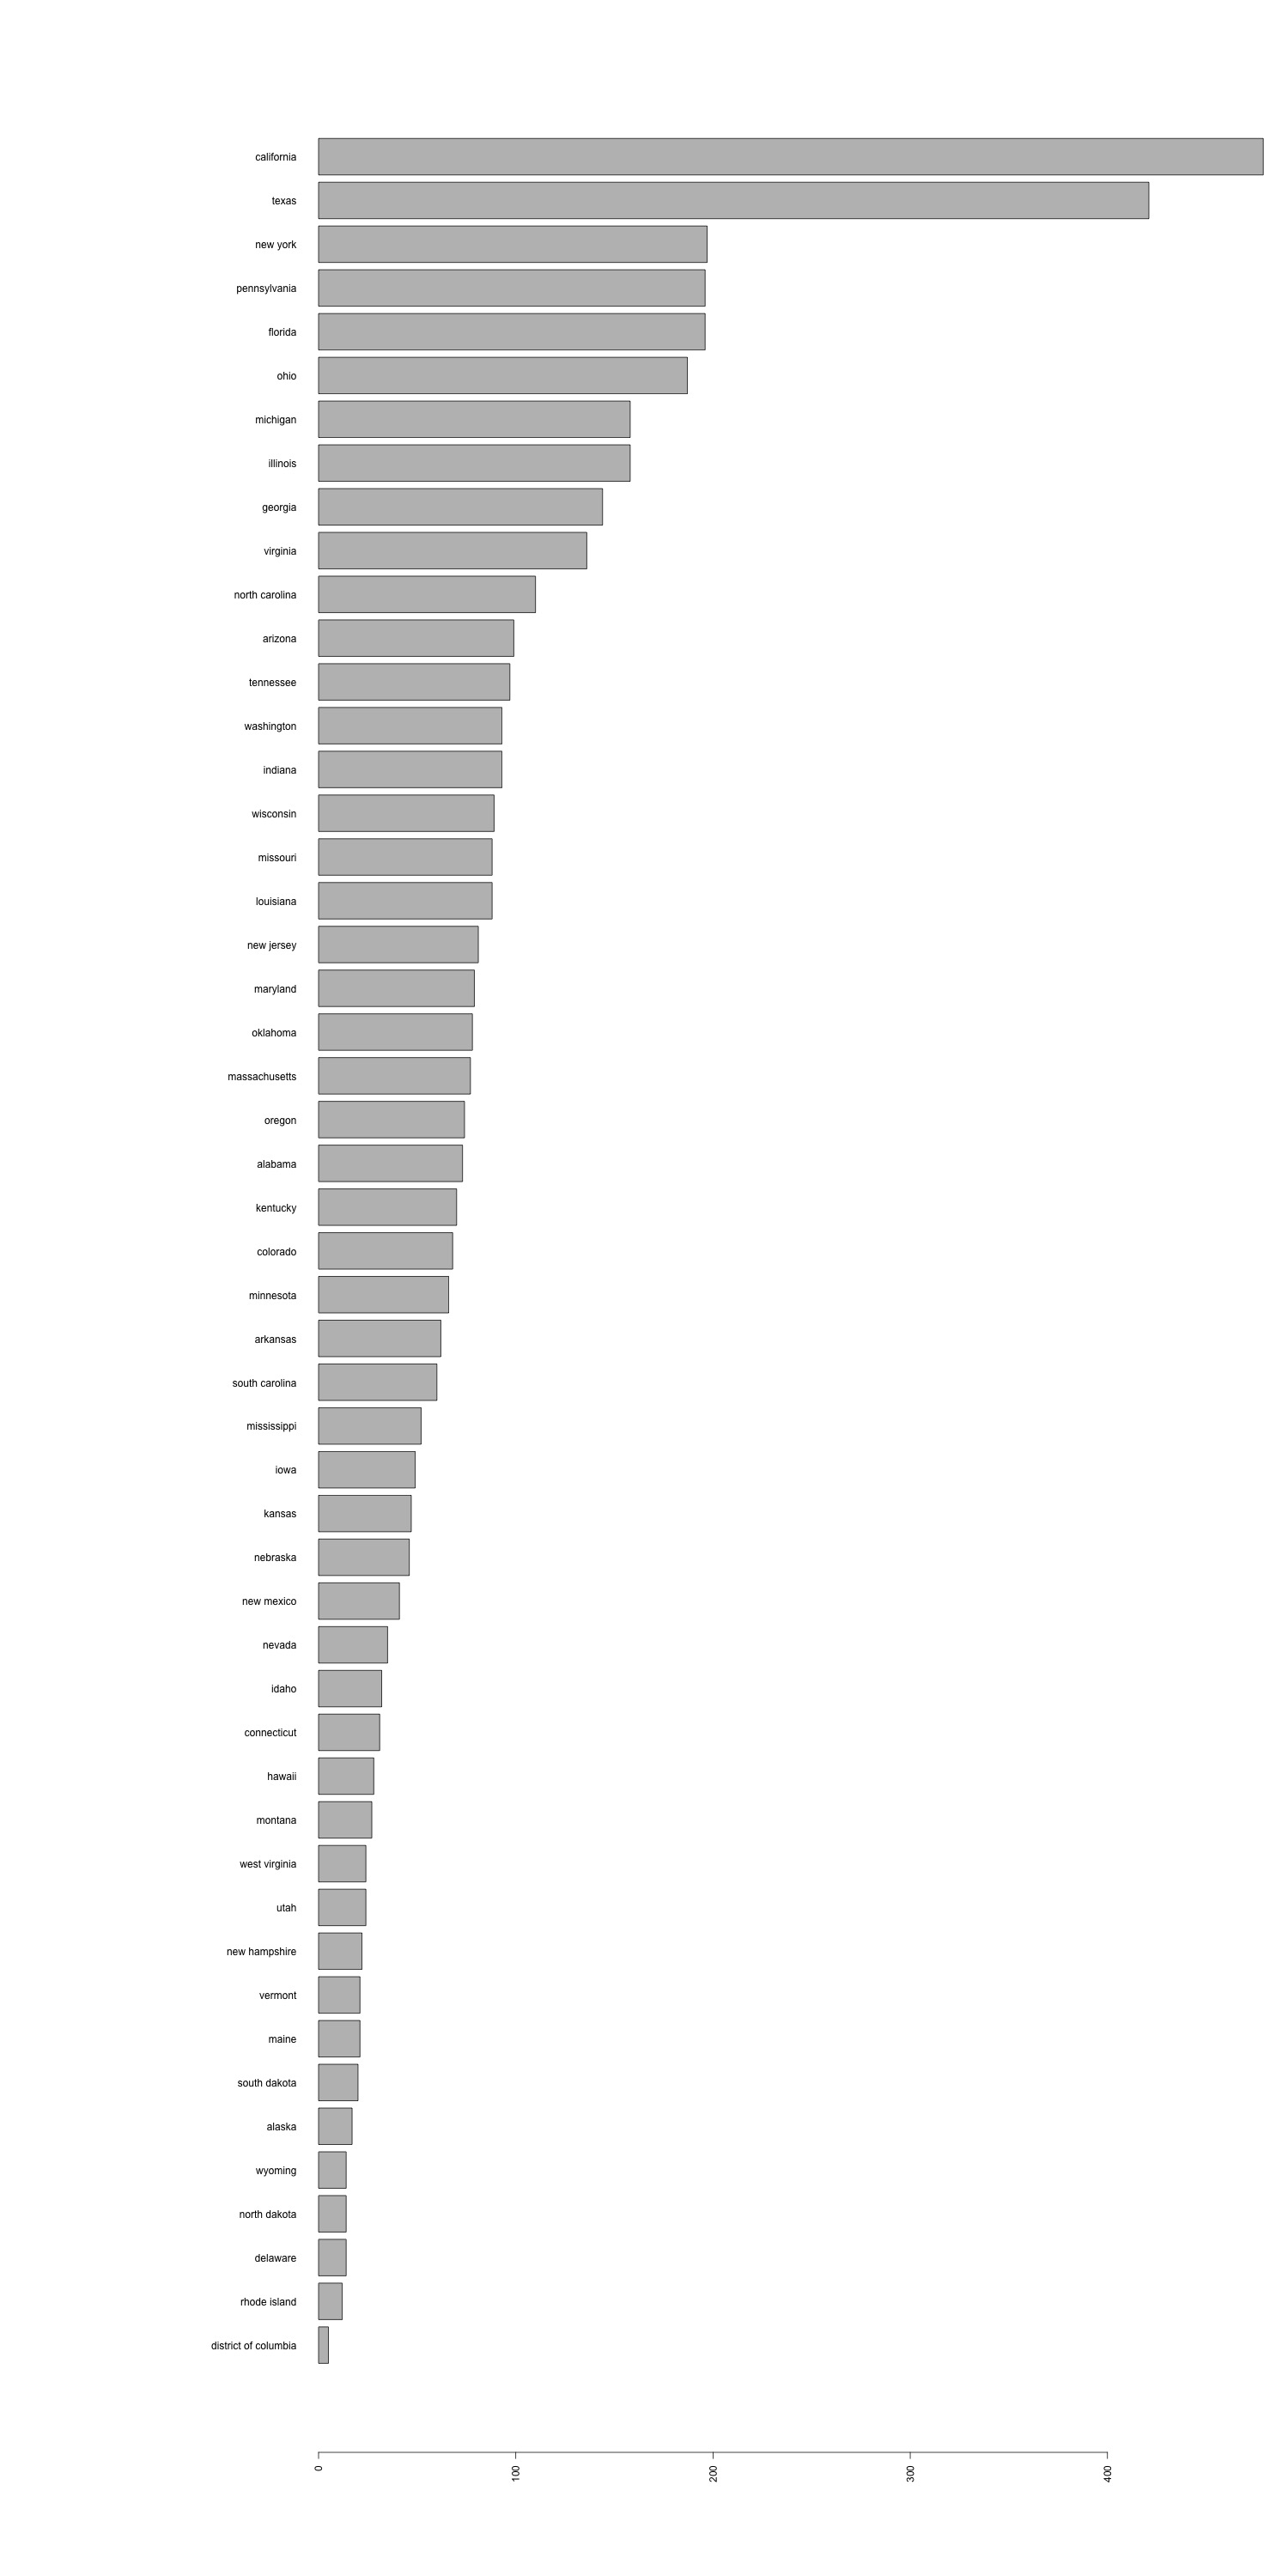 california
texas
new york
pennsylvania
florida
ohio
michigan
illinois
georgia
virginia
north carolina
arizona
tennessee
washington
indiana
wisconsin
missouri
louisiana
new jersey
maryland
oklahoma
massachusetts
oregon
alabama
kentucky
colorado
minnesota
arkansas
south carolina
mississippi
iowa
kansas
nebraska
new mexico
nevada
idaho
connecticut
hawaii
montana
west virginia
utah
new hampshire
vermont
maine
south dakota
alaska
wyoming
north dakota
delaware
rhode island
district of columbia
0
100
200
300
400